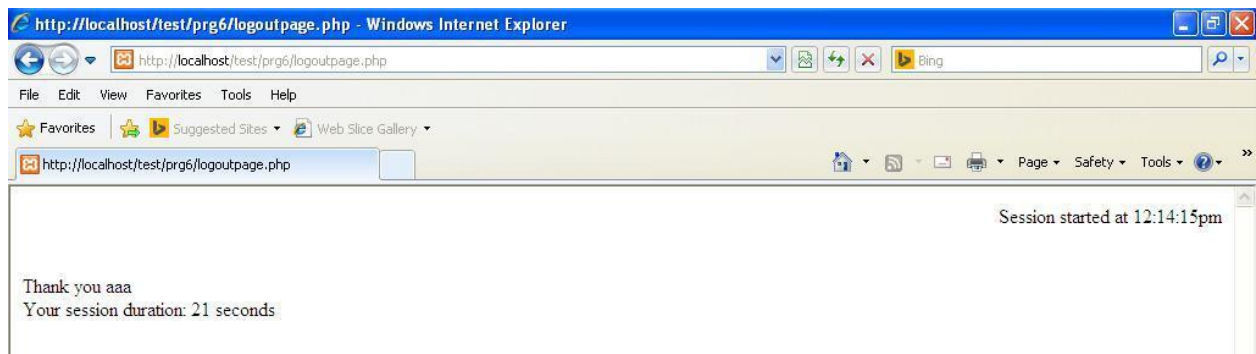 http://localhost/test/prg6/logoutpage.php - Windows Internet Explorer
http://localhost/test/prg6/logoutpage.php
Bing
File Edit View Favorites Tools Help
Favorites Suggested Sites Web Slice Gallery
http://localhost/test/prg6/logoutpage.php
Page Safety Tools
Session started at 12:14:15pm
Thank you aaa
Your session duration: 21 seconds